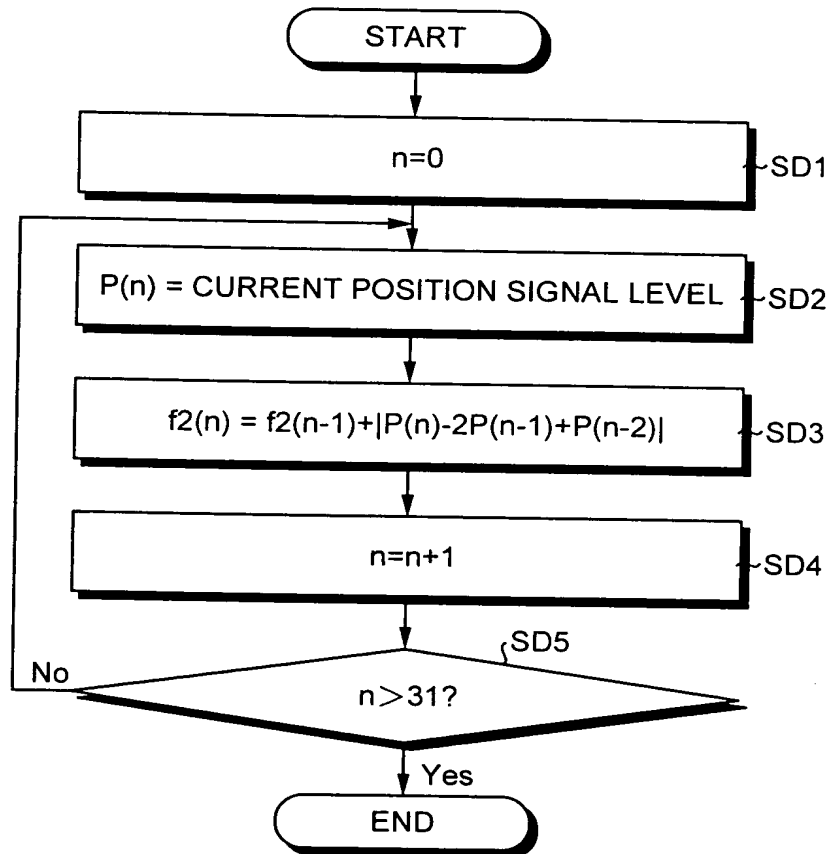 START
n=0
SD1
P(n) = CURRENT POSITION SIGNAL LEVEL
SD2
f2(n) = f2(n-1)+|P(n)-2P(n-1)+P(n-2)|
SD3
n=n+1
SD4
SD5
No
n>31?
Yes
END